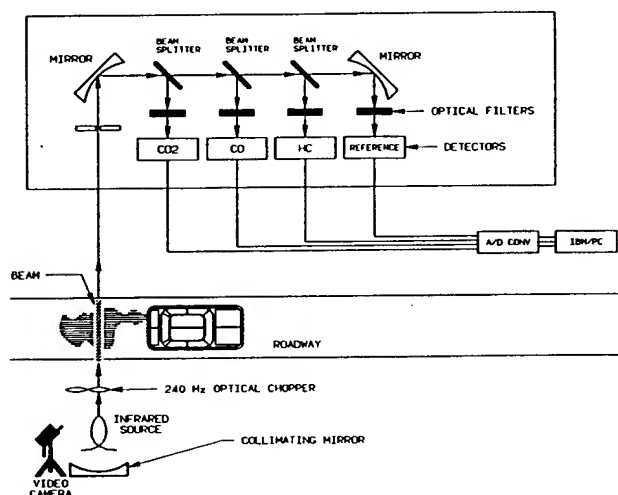 BEAM
SPLITTER
BEAM
SPLITTER
BEAM
SPLITTER
MIRROR
MIRROR
OPTICAL FILTERS
CO2
CO
HC
REFERENCE
DETECTORS
A/D CONV
IBM/PC
BEAM
ROADWAY
240 Hz OPTICAL CHOPPER
INFRARED
SOURCE
COLLIMATING MIRROR
VIDEO
CAMERA